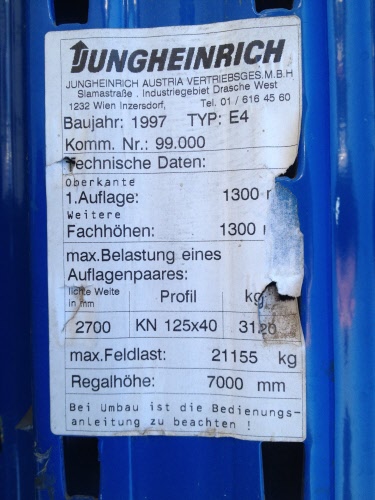 JUNGHEINRICH
JUNGHEINRICH AUSTRIA VERTRIEBSGES.M.B.H
Slamastraße . Industriegebiet Drasche West
1232 Wien Inzersdorf, Tel. 01 / 616 45 60
Baujahr: 1997 TYP: E4
Komm. Nr.: 99.000
Technische Daten:
Oberkante
1.Auflage: 1300
Weitere
Fachhöhen: 1300
max.Belastung eines
Auflagenpaares:
lichte Weite
in mm Profil kg
2700 KN 125x40 3120
max.Feldlast: 21155 kg
Regalhöhe: 7000 mm
Bei Umbau ist die Bedienungs-
anleitung zu beachten !